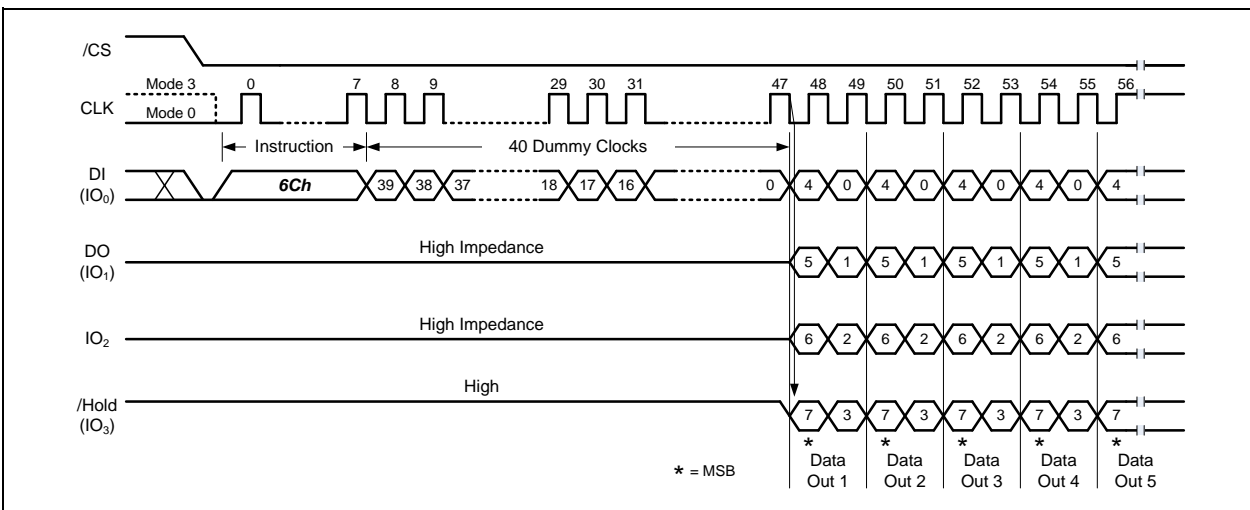 /CS
Mode 3 0 7 8 9 29 30 31 47 48 49 50 51 52 53 54 55 56
CLK
Mode 0
Instruction 40 Dummy Clocks
DI
(IO₀)
6Ch 39 38 37 18 17 16 0 4 0 4 0 4 0 4 0 4
DO
(IO₁)
High Impedance 5 1 5 1 5 1 5 1 5
IO₂
High Impedance 6 2 6 2 6 2 6 2 6
/Hold
(IO₃)
High 7 3 7 3 7 3 7 3 7
* * * * *
* = MSB
Data Out 1
Data Out 2
Data Out 3
Data Out 4
Data Out 5